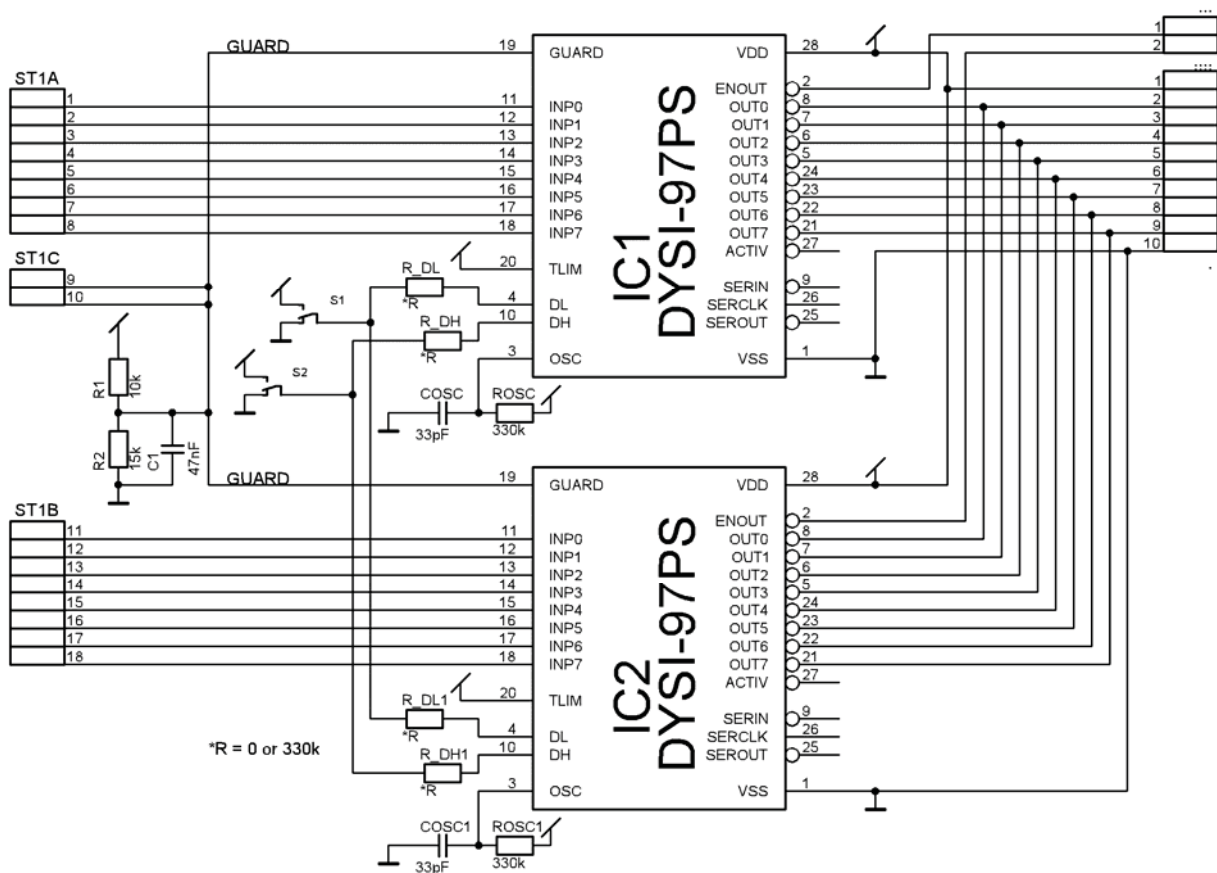 GUARD 19 GUARD VDD 28
ST1A
ENOUT 2
1 11 INP0 OUT0 8
2 12 INP1 OUT1 7
3 13 INP2 OUT2 6
4 14 INP3 OUT3 5
5 15 INP4 OUT4 24
6 16 INP5 OUT5 23
7 17 INP6 OUT6 22
8 18 INP7 OUT7 21
ACTIV 27
ST1C
9
10
20 TLIM
R_DL
*R
4 DL
R_DH
*R
10 DH
3 OSC
SERIN 9
SERCLK 26
SEROUT 25
VSS 1
IC1
DYSI-97PS
...
1
2
....
1
2
3
4
5
6
7
8
9
10
.
S1
S2
R1
10k
R2
15k
C1
47nF
COSC
33pF
ROSC
330k
GUARD 19 GUARD VDD 28
ST1B
ENOUT 2
11 11 INP0 OUT0 8
12 12 INP1 OUT1 7
13 13 INP2 OUT2 6
14 14 INP3 OUT3 5
15 15 INP4 OUT4 24
16 16 INP5 OUT5 23
17 17 INP6 OUT6 22
18 18 INP7 OUT7 21
ACTIV 27
20 TLIM
R_DL1
*R
4 DL
R_DH1
*R
10 DH
3 OSC
SERIN 9
SERCLK 26
SEROUT 25
VSS 1
IC2
DYSI-97PS
*R = 0 or 330k
COSC1
33pF
ROSC1
330k